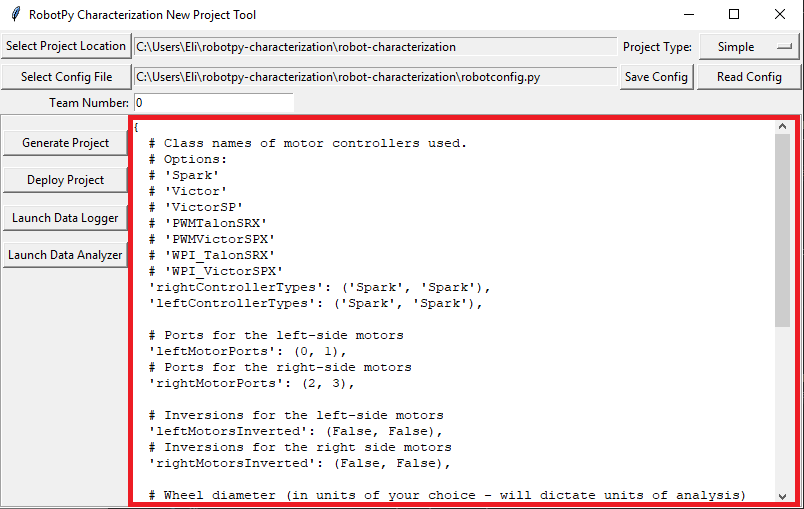 RobotPy Characterization New Project Tool
Select Project Location C:\Users\Eli\robotpy-characterization\robot-characterization Project Type: Simple
Select Config File C:\Users\Eli\robotpy-characterization\robot-characterization\robotconfig.py Save Config Read Config
Team Number: 0
Generate Project
Deploy Project
Launch Data Logger
Launch Data Analyzer
{
# Class names of motor controllers used.
# Options:
# 'Spark'
# 'Victor'
# 'VictorSP'
# 'PWMTalonSRX'
# 'PWMVictorSPX'
# 'WPI_TalonSRX'
# 'WPI_VictorSPX'
'rightControllerTypes': ('Spark', 'Spark'),
'leftControllerTypes': ('Spark', 'Spark'),
# Ports for the left-side motors
'leftMotorPorts': (0, 1),
# Ports for the right-side motors
'rightMotorPorts': (2, 3),
# Inversions for the left-side motors
'leftMotorsInverted': (False, False),
# Inversions for the right side motors
'rightMotorsInverted': (False, False),
# Wheel diameter (in units of your choice - will dictate units of analysis)